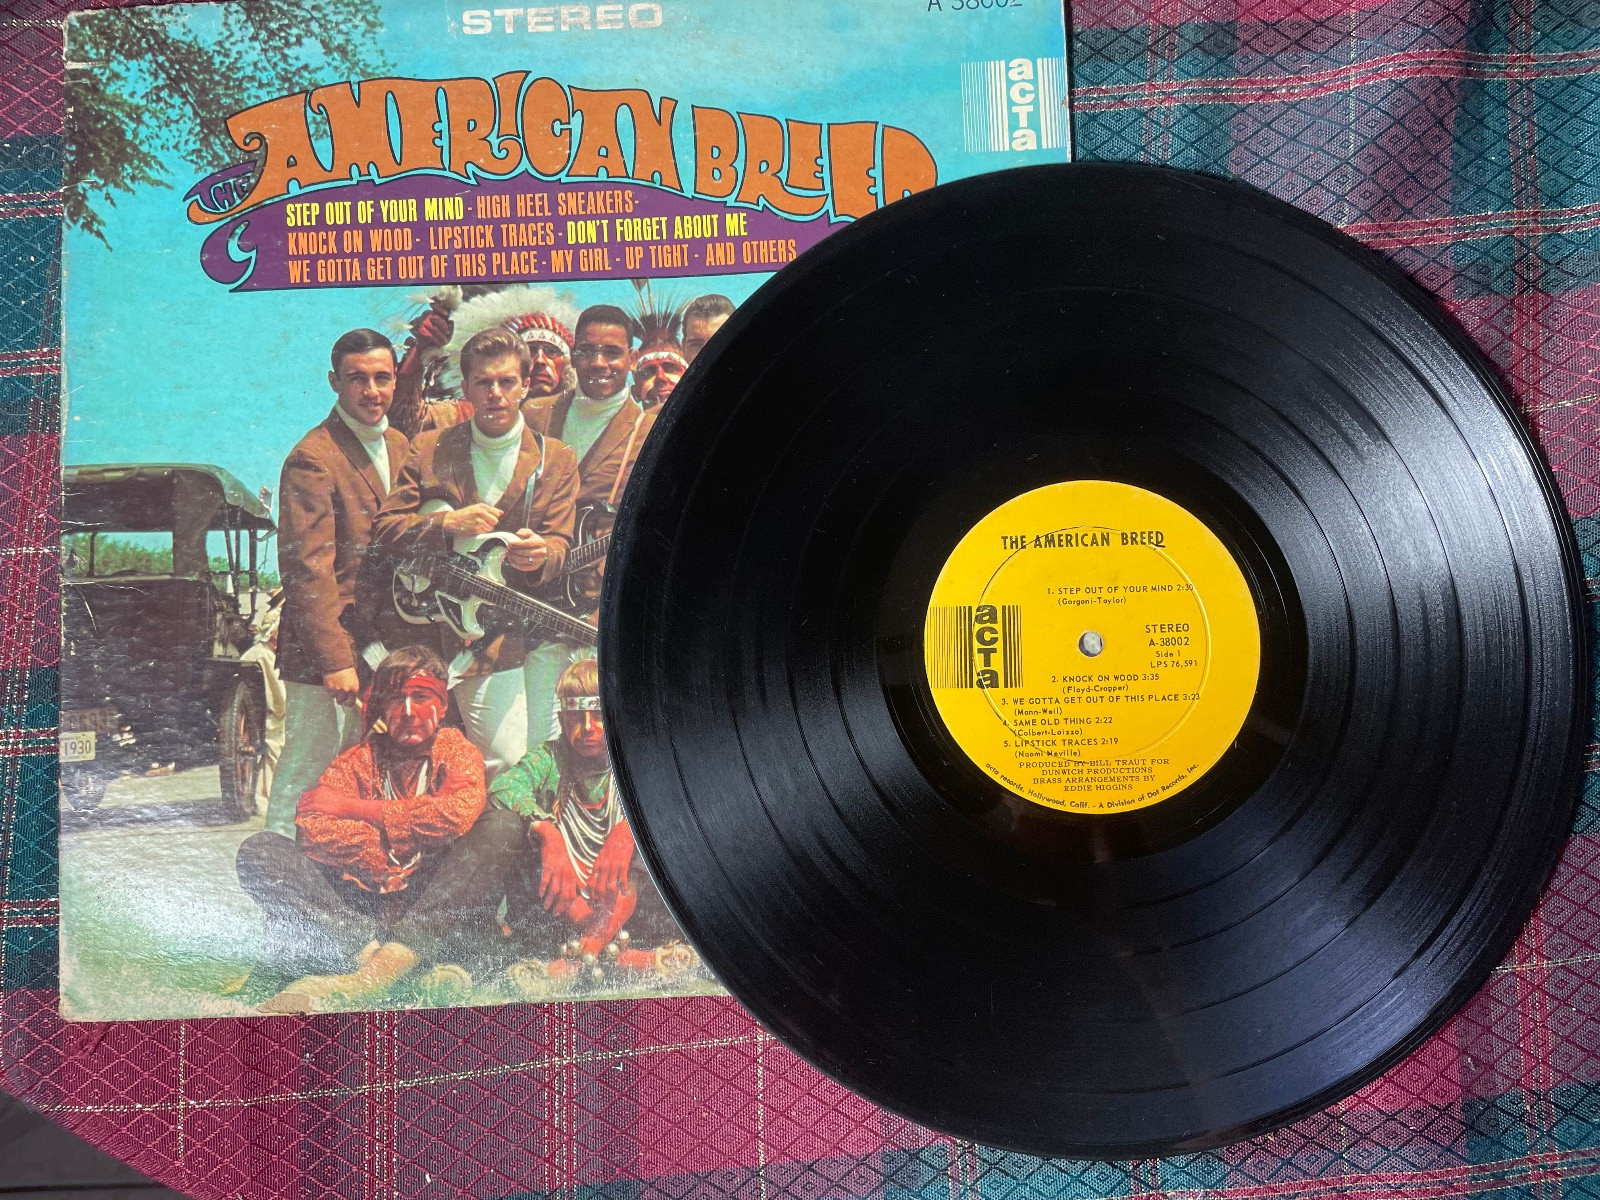 STEREO
A 38002
acta
THE AMERICAN BREED
STEP OUT OF YOUR MIND - HIGH HEEL SNEAKERS -
KNOCK ON WOOD - LIPSTICK TRACES - DON'T FORGET ABOUT ME
WE GOTTA GET OUT OF THIS PLACE - MY GIRL - UP TIGHT - AND OTHERS
1930
THE AMERICAN BREED
1. STEP OUT OF YOUR MIND 2:30
(Gorgoni-Taylor)
acta
STEREO
A-38002
Side 1
LPS 76,591
2. KNOCK ON WOOD 3:35
(Floyd-Cropper)
3. WE GOTTA GET OUT OF THIS PLACE 3:23
(Mann-Weil)
4. SAME OLD THING 2:22
(Colbert-Loizzo)
5. LIPSTICK TRACES 2:19
(Naomi Neville)
PRODUCED BY BILL TRAUT FOR
DUNWICH PRODUCTIONS
BRASS ARRANGEMENTS BY
EDDIE HIGGINS
acta records, Hollywood, Calif. - A Division of Dot Records, Inc.